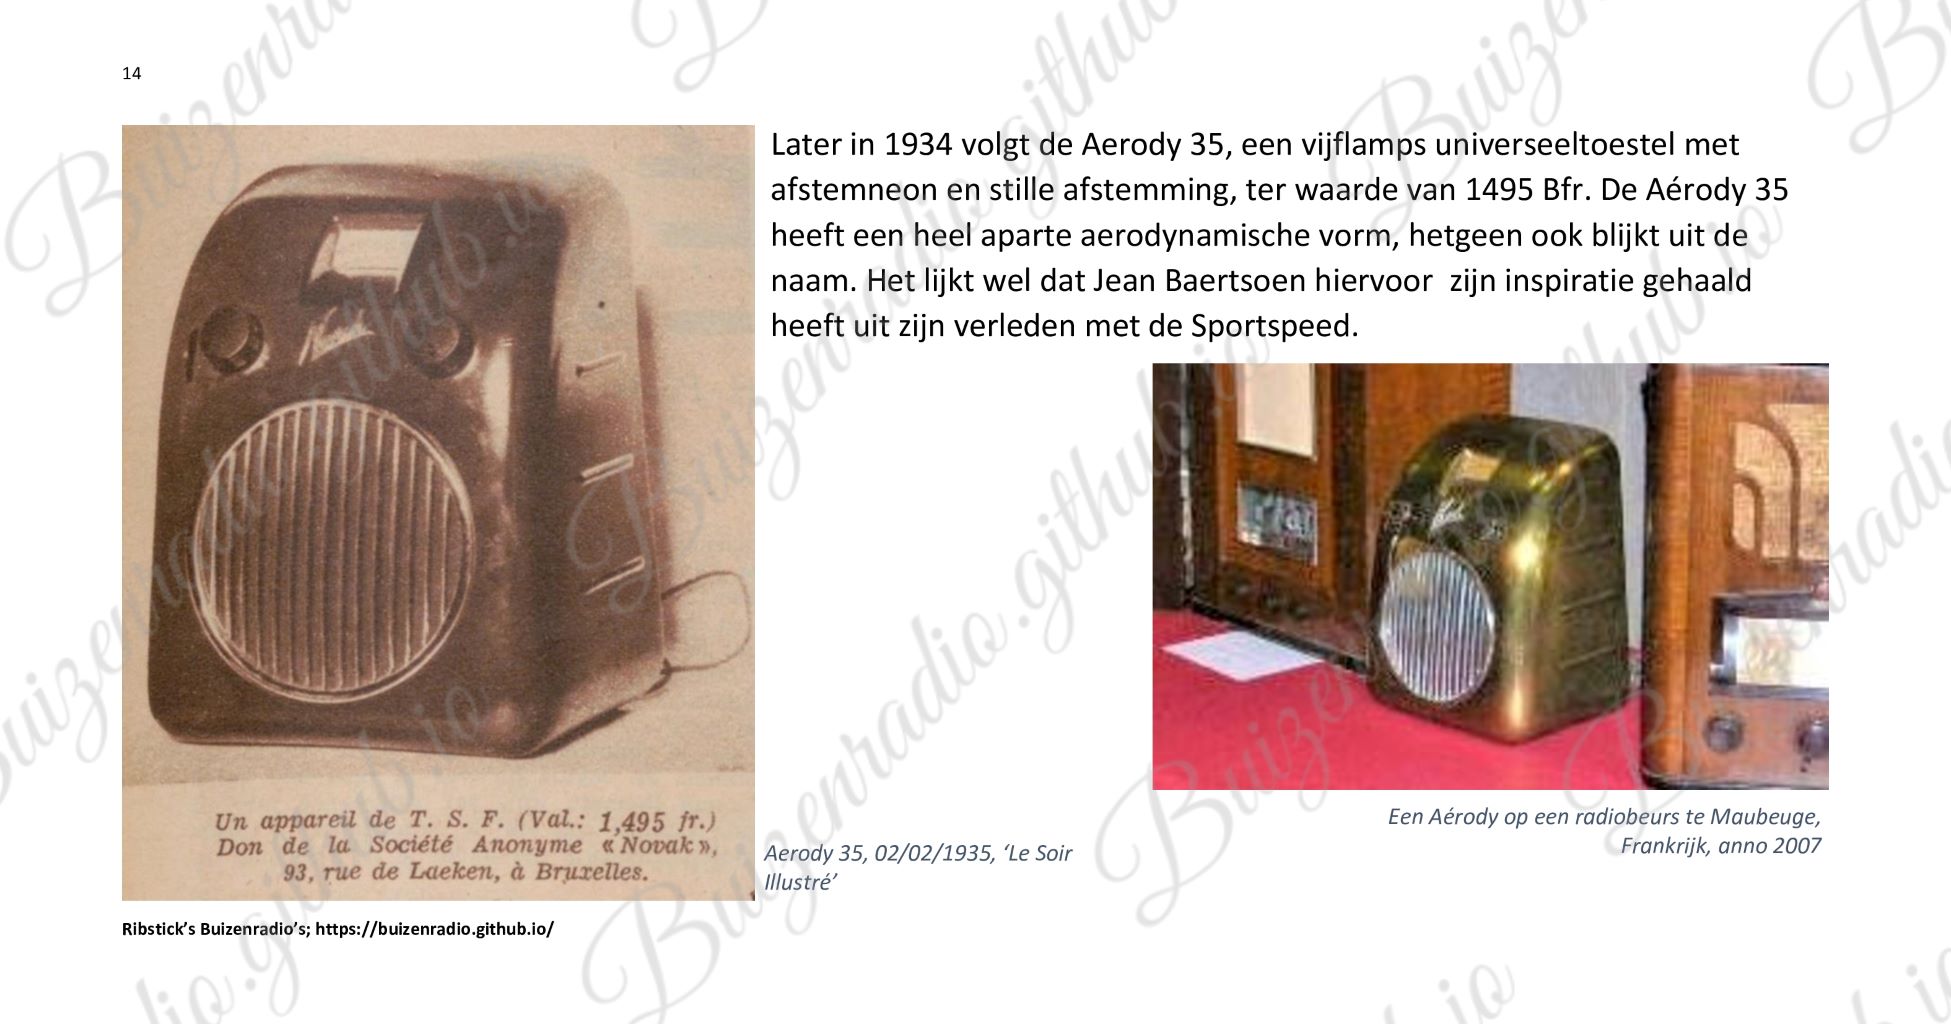 14
Later in 1934 volgt de Aerody 35, een vijflamps universeeltoestel met
afstemneon en stille afstemming, ter waarde van 1495 Bfr. De Aérody 35
heeft een heel aparte aerodynamische vorm, hetgeen ook blijkt uit de
naam. Het lijkt wel dat Jean Baertsoen hiervoor  zijn inspiratie gehaald
heeft uit zijn verleden met de Sportspeed.
Novak
Un appareil de T. S. F. (Val.: 1,495 fr.)
Don de la Société Anonyme « Novak »,
93, rue de Laeken, à Bruxelles.
Aerody 35, 02/02/1935, ‘Le Soir
Illustré’
Een Aérody op een radiobeurs te Maubeuge,
Frankrijk, anno 2007
Ribstick’s Buizenradio’s; https://buizenradio.github.io/
Buizenradio.github.io